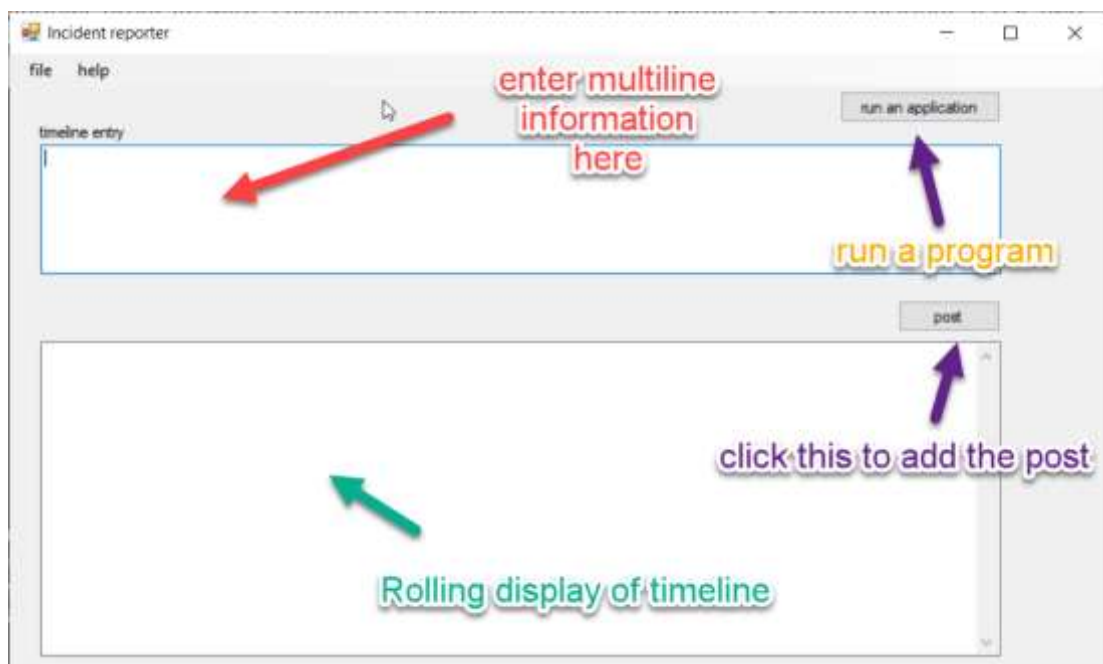 Incident reporter
file help
enter multiline
information
here
run an application
timeline entry
run a program
post
click this to add the post
Rolling display of timeline